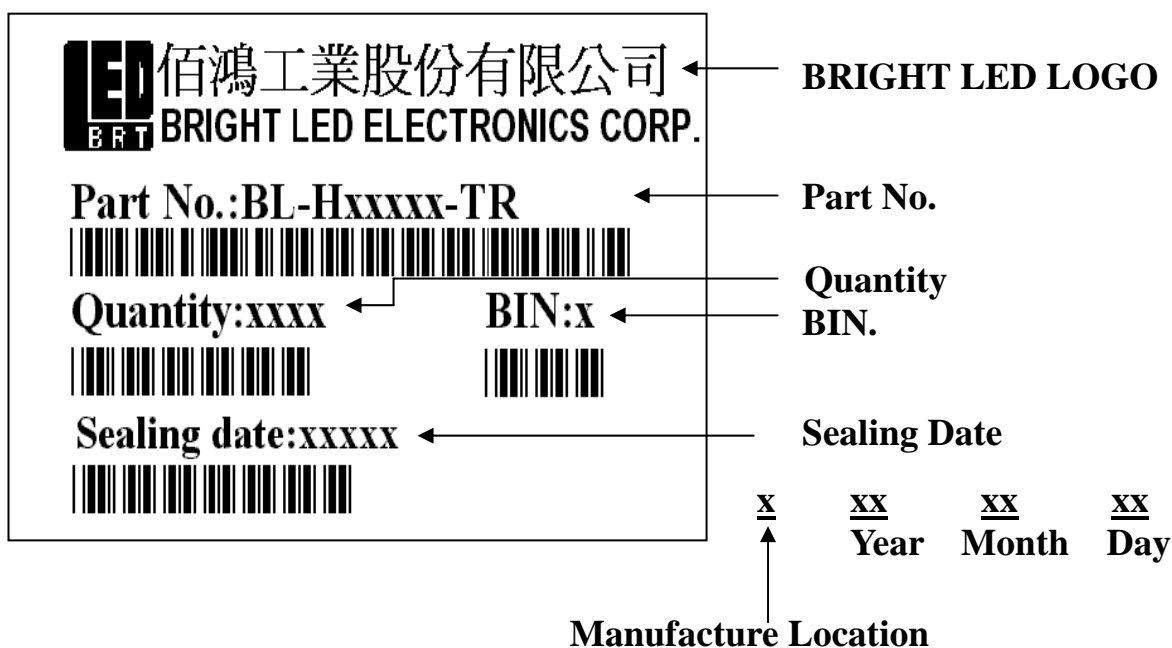 LED
BRT
佰鴻工業股份有限公司
BRIGHT LED ELECTRONICS CORP.
BRIGHT LED LOGO
Part No.:BL-Hxxxxx-TR
Part No.
Quantity:xxxx
BIN:x
Quantity
BIN.
Sealing date:xxxxx
Sealing Date
x xx xx xx
Year Month Day
Manufacture Location